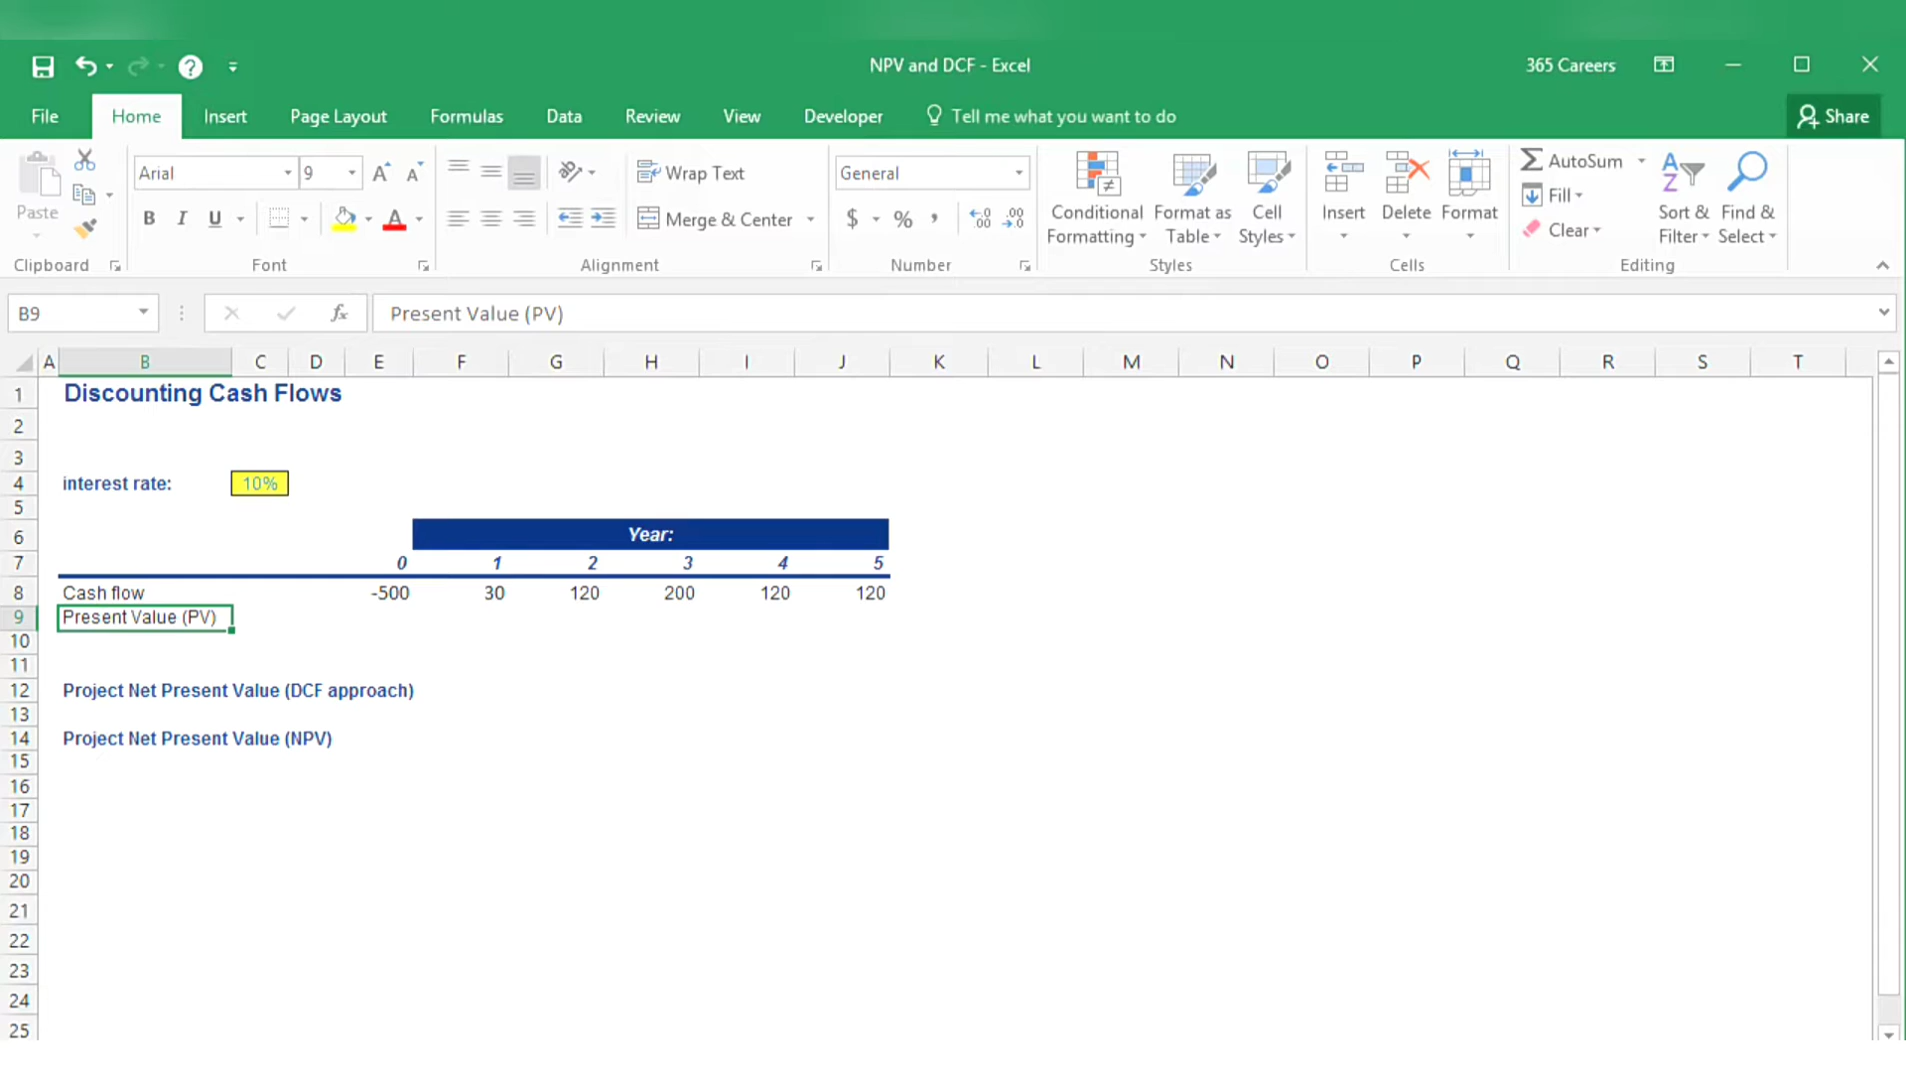 NPV and DCF - Excel
365 Careers
File Home Insert Page Layout Formulas Data Review View Developer Tell me what you want to do Share
Paste
Arial 9
B I U A
Wrap Text
Merge & Center
General
$ % ,
Conditional Formatting
Format as Table
Cell Styles
Insert Delete Format
AutoSum
Fill
Clear
Sort & Filter
Find & Select
Clipboard Font Alignment Number Styles Cells Editing
B9 fx Present Value (PV)
A B C D E F G H I J K L M N O P Q R S T
1 Discounting Cash Flows
2
3
4 interest rate: 10%
5
6 Year:
7 0 1 2 3 4 5
8 Cash flow -500 30 120 200 120 120
9 Present Value (PV)
10
11
12 Project Net Present Value (DCF approach)
13
14 Project Net Present Value (NPV)
15
16
17
18
19
20
21
22
23
24
25